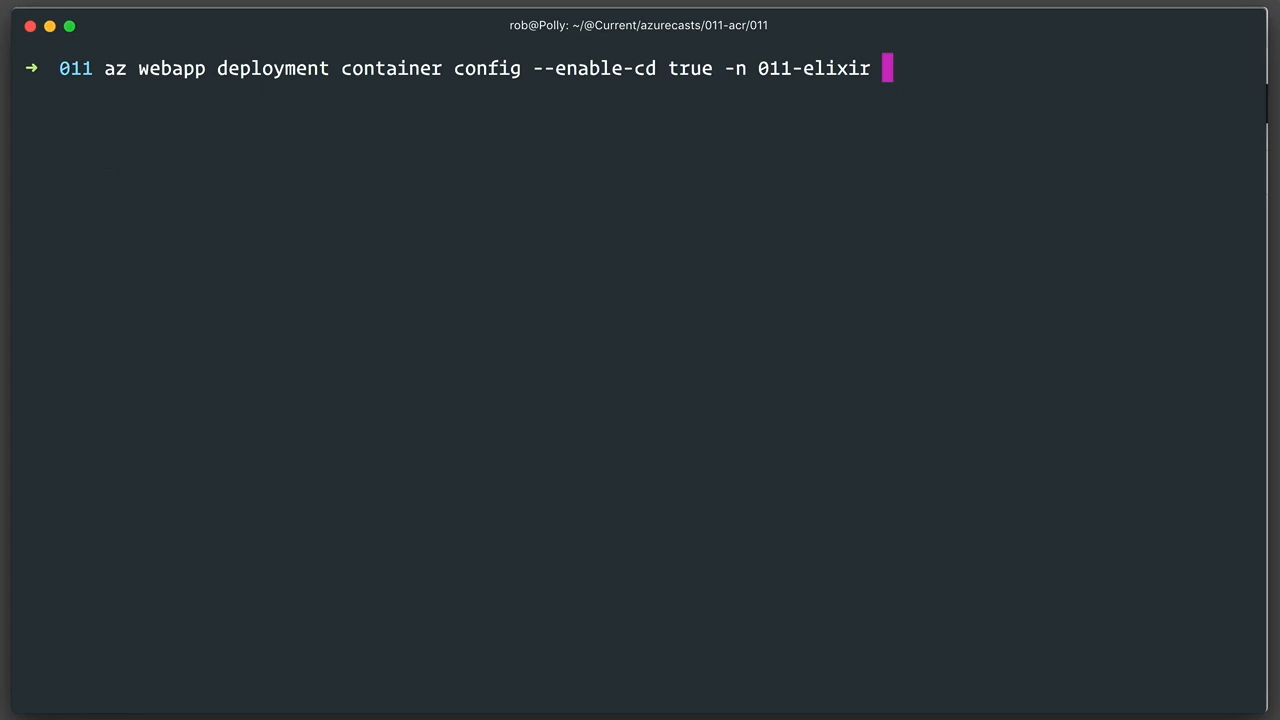 rob@Polly: ~/@Current/azurecasts/011-acr/011
➜ 011 az webapp deployment container config --enable-cd true -n 011-elixir